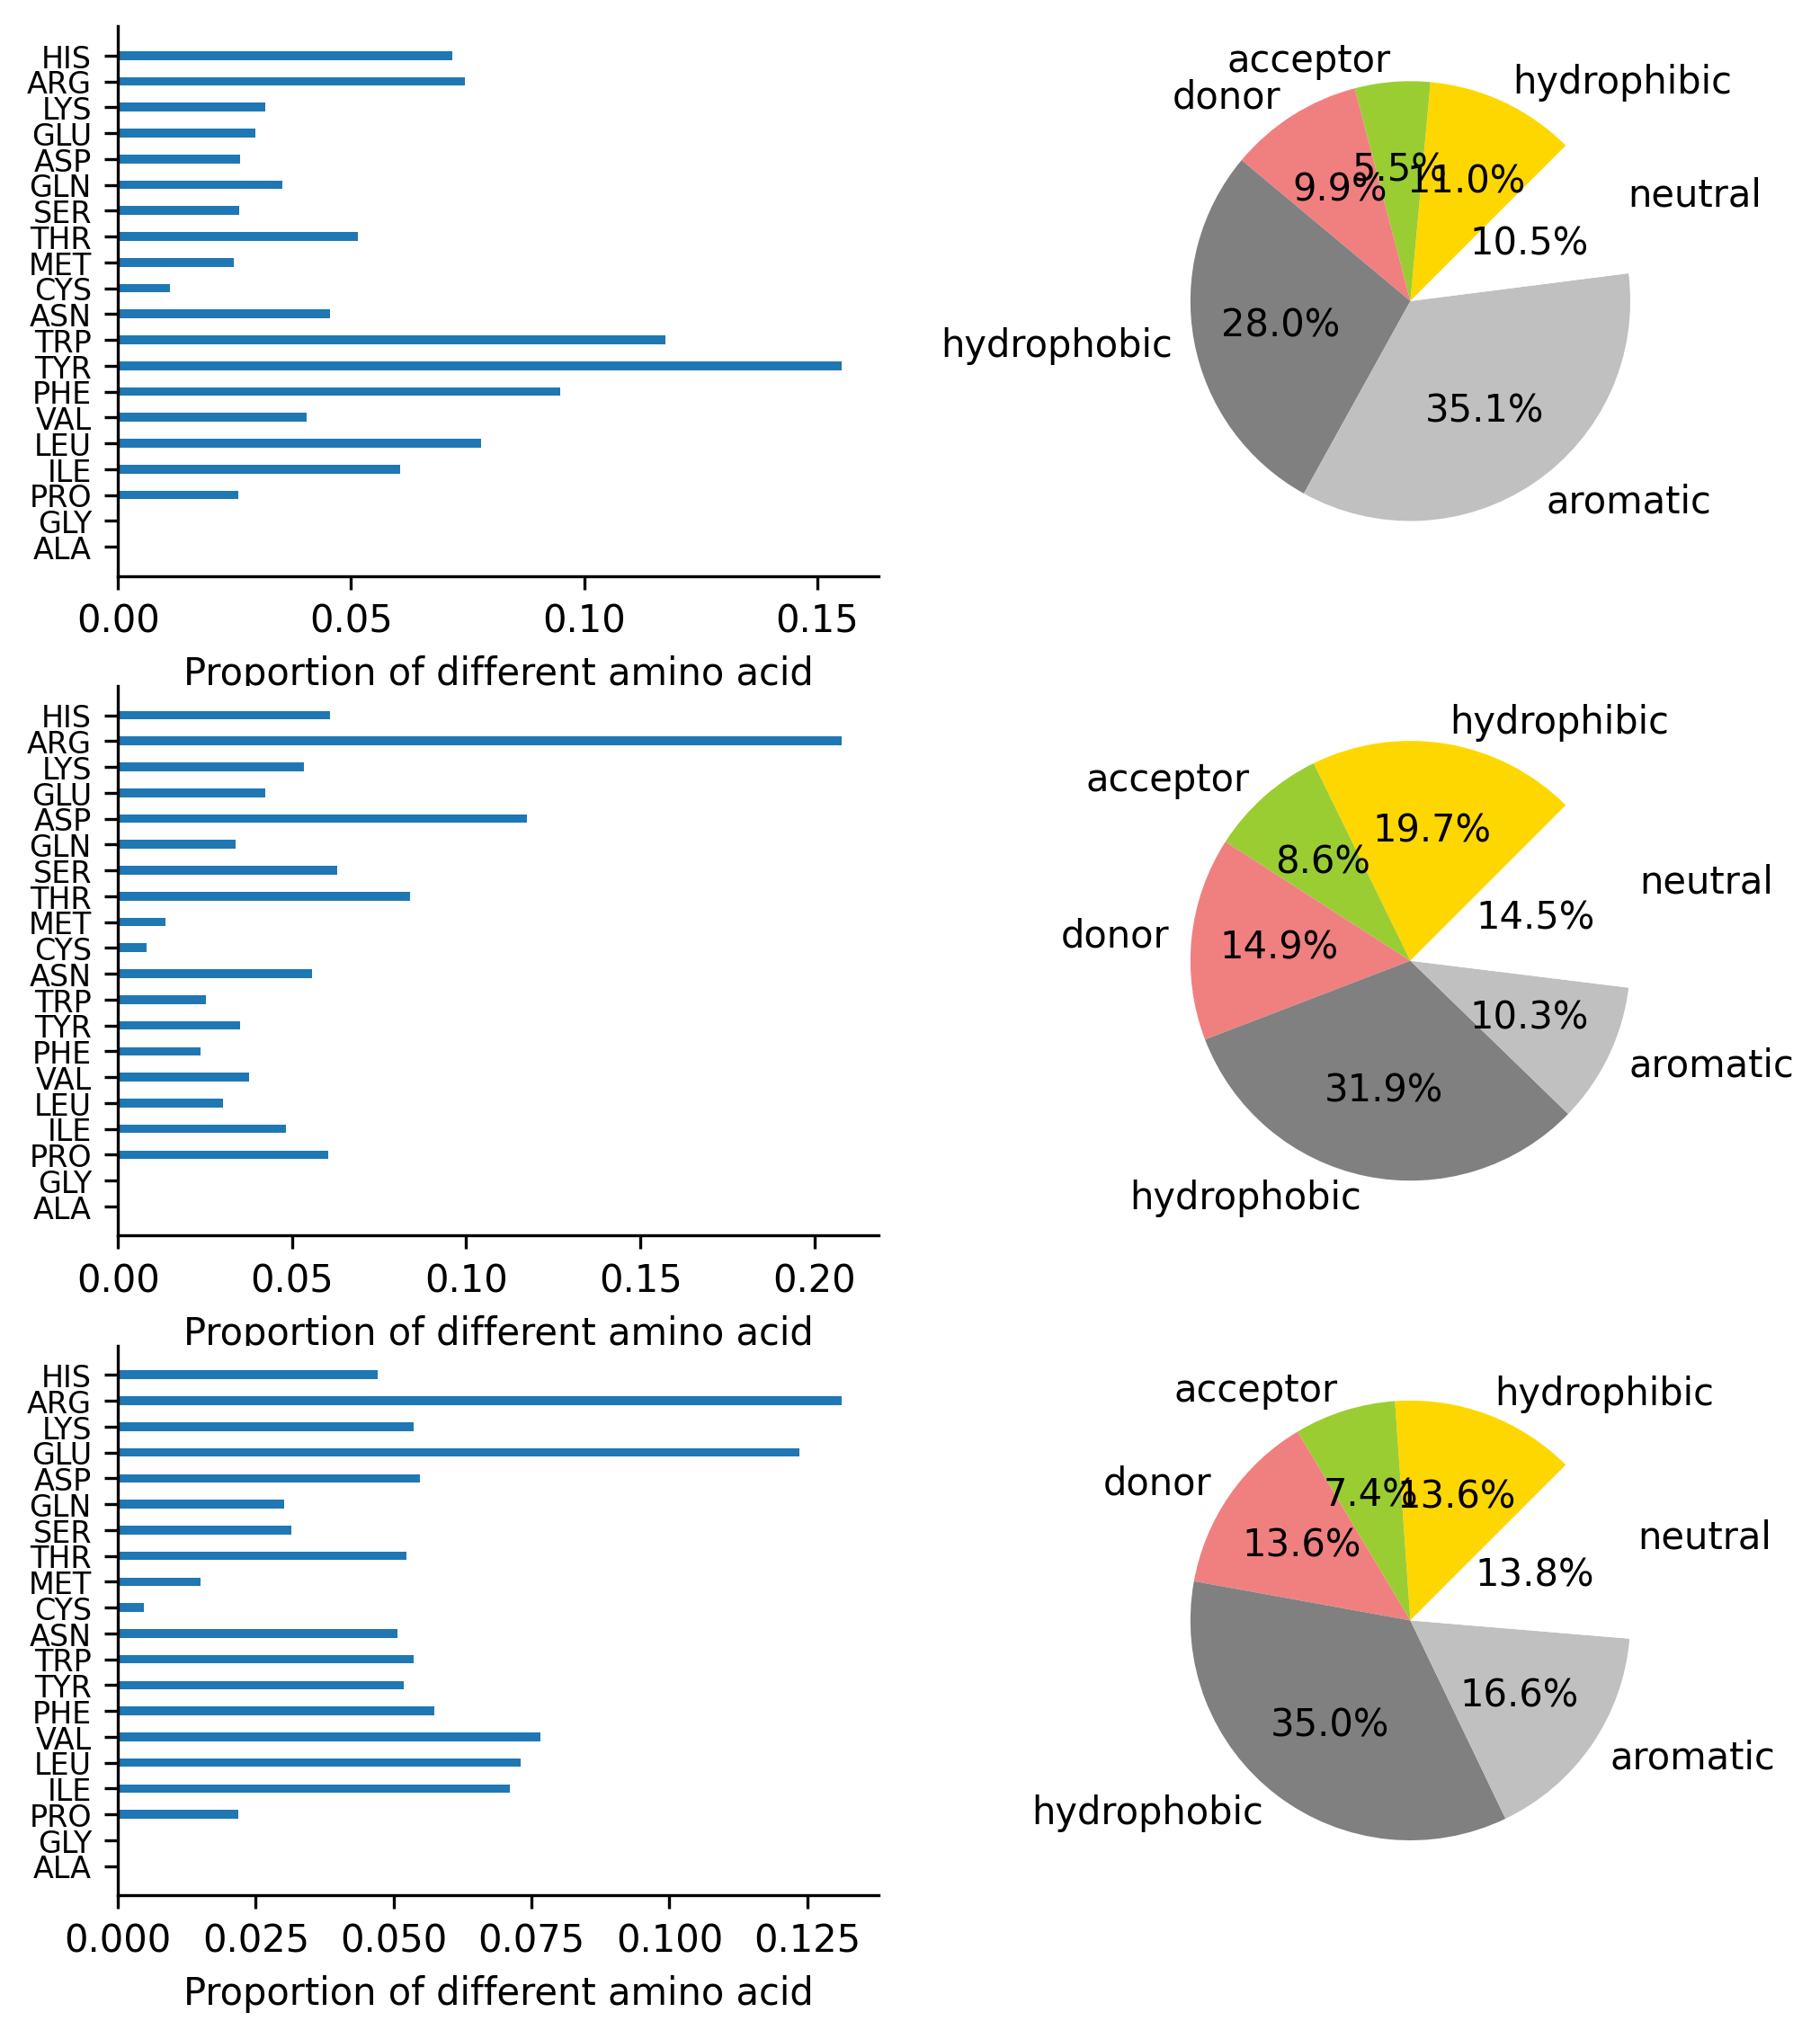 HIS
ARG
LYS
GLU
ASP
GLN
SER
THR
MET
CYS
ASN
TRP
TYR
PHE
VAL
LEU
ILE
PRO
GLY
ALA
0.00 0.05 0.10 0.15
Proportion of different amino acid
acceptor
hydrophibic
donor
5.5%
11.0%
9.9%
neutral
10.5%
28.0%
hydrophobic
35.1%
aromatic
HIS
ARG
LYS
GLU
ASP
GLN
SER
THR
MET
CYS
ASN
TRP
TYR
PHE
VAL
LEU
ILE
PRO
GLY
ALA
0.00 0.05 0.10 0.15 0.20
Proportion of different amino acid
hydrophibic
acceptor
19.7%
8.6%
neutral
14.5%
donor
14.9%
10.3%
aromatic
31.9%
hydrophobic
HIS
ARG
LYS
GLU
ASP
GLN
SER
THR
MET
CYS
ASN
TRP
TYR
PHE
VAL
LEU
ILE
PRO
GLY
ALA
0.000 0.025 0.050 0.075 0.100 0.125
Proportion of different amino acid
acceptor
hydrophibic
donor
7.4%
13.6%
neutral
13.6%
13.8%
16.6%
35.0%
aromatic
hydrophobic